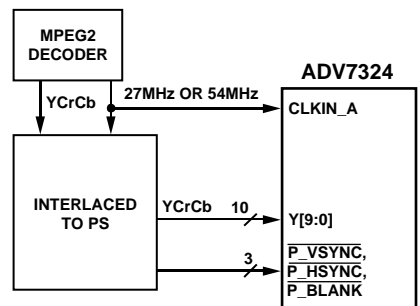 MPEG2
DECODER
YCrCb
27MHz OR 54MHz
ADV7324
CLKIN_A
INTERLACED
TO PS
YCrCb
10
Y[9:0]
3
P_VSYNC,
P_HSYNC,
P_BLANK